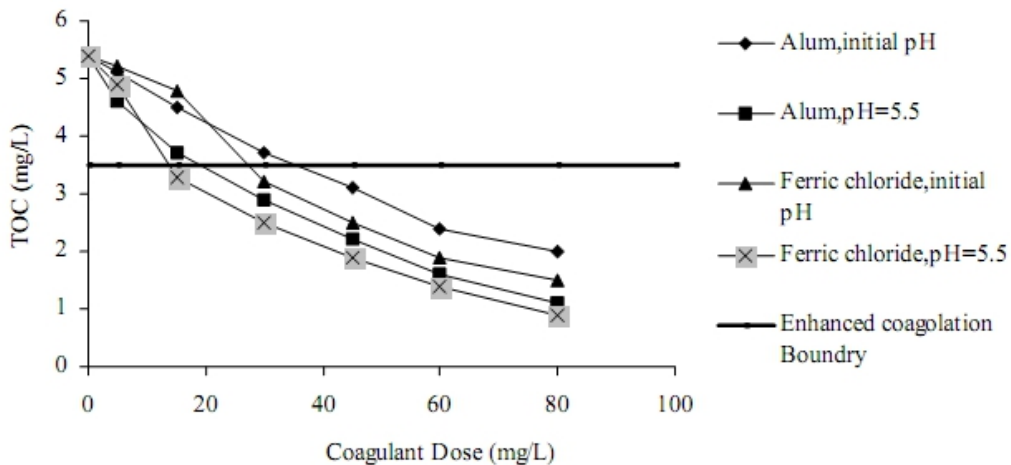 6
5
4
3
2
1
0
TOC (mg/L)
0 20 40 60 80 100
Coagulant Dose (mg/L)
Alum,initial pH
Alum,pH=5.5
Ferric chloride,initial
pH
Ferric chloride,pH=5.5
Enhanced coagolation
Boundry